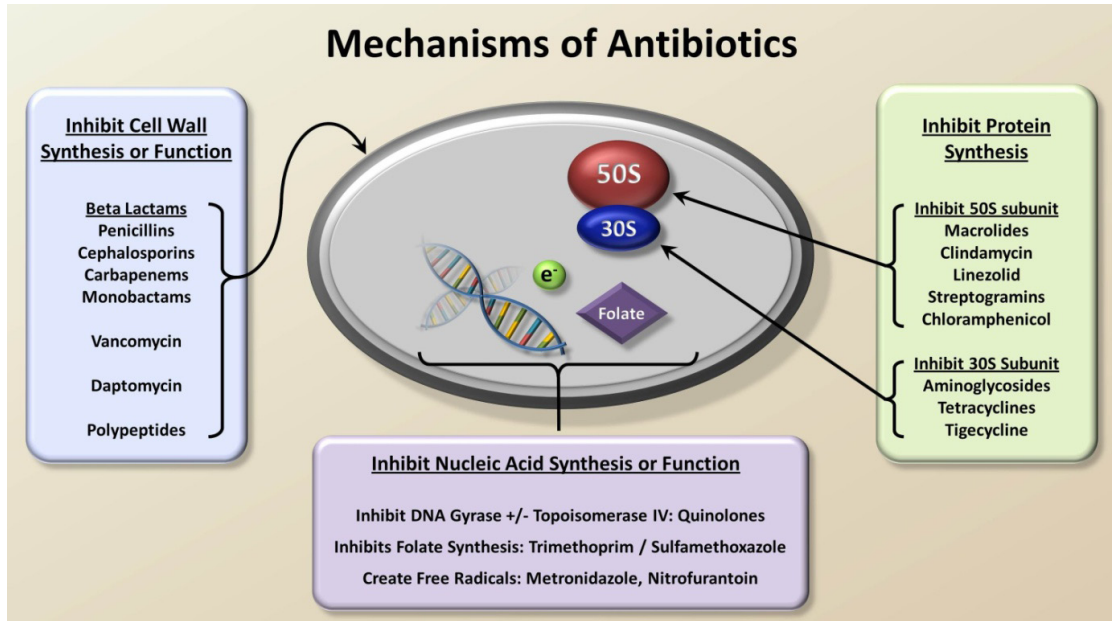 Mechanisms of Antibiotics
Inhibit Cell Wall
Synthesis or Function
Beta Lactams
Penicillins
Cephalosporins
Carbapenems
Monobactams
Vancomycin
Daptomycin
Polypeptides
50S
30S
e-
Folate
Inhibit Protein
Synthesis
Inhibit 50S subunit
Macrolides
Clindamycin
Linezolid
Streptogramins
Chloramphenicol
Inhibit 30S Subunit
Aminoglycosides
Tetracyclines
Tigecycline
Inhibit Nucleic Acid Synthesis or Function
Inhibit DNA Gyrase +/- Topoisomerase IV: Quinolones
Inhibits Folate Synthesis: Trimethoprim / Sulfamethoxazole
Create Free Radicals: Metronidazole, Nitrofurantoin